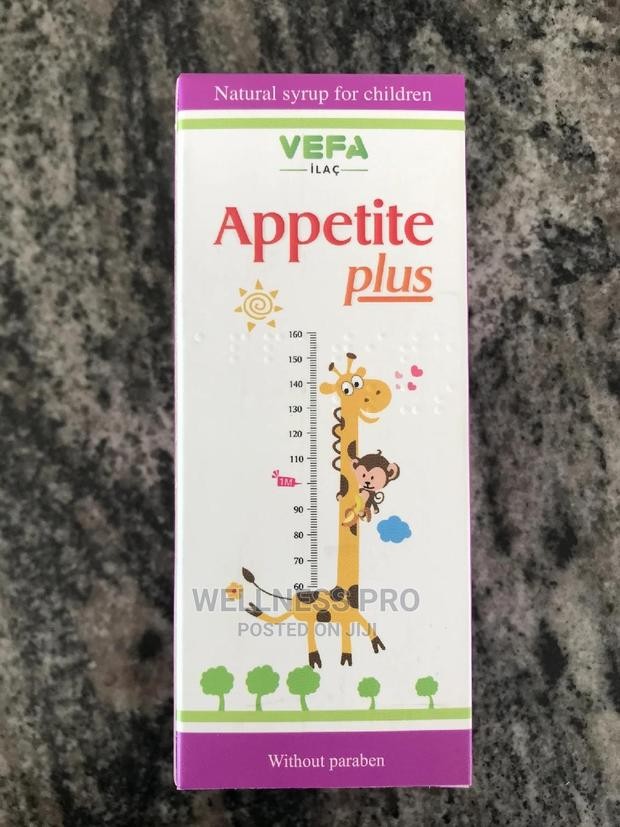 Natural syrup for children
VEFA
İLAÇ
Appetite
plus
160
150
140
130
120
110
1M
90
80
70
60
WELLNESS PRO
POSTED ON JIJI
Without paraben